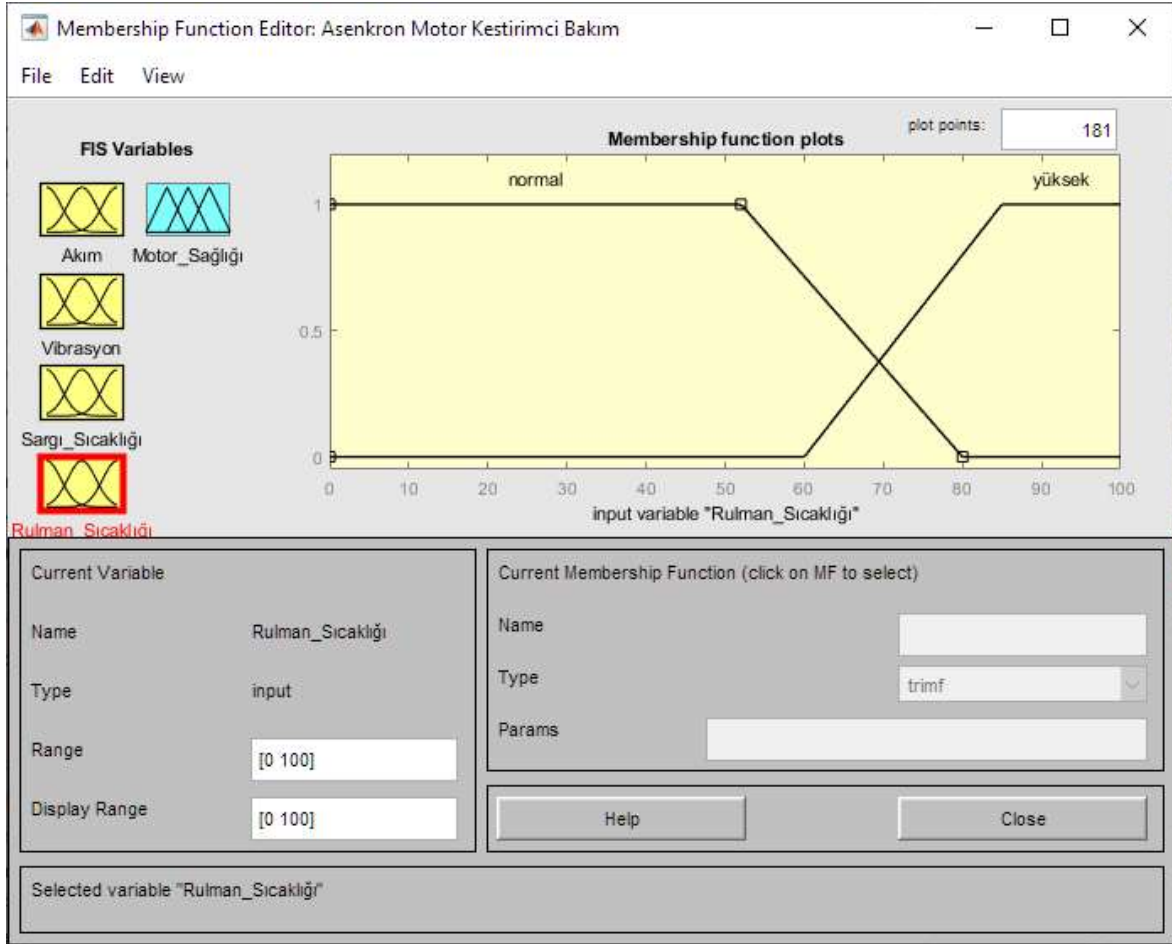 Membership Function Editor: Asenkron Motor Kestirimci Bakım
File Edit View
FIS Variables
Akım
Motor_Sağlığı
Vibrasyon
Sargı_Sıcaklığı
Rulman_Sıcaklığı
Membership function plots
plot points:
181
normal
yüksek
1
0.5
0
0 10 20 30 40 50 60 70 80 90 100
input variable "Rulman_Sıcaklığı"
Current Variable
Name Rulman_Sıcaklığı
Type input
Range [0 100]
Display Range [0 100]
Current Membership Function (click on MF to select)
Name
Type trimf
Params
Help
Close
Selected variable "Rulman_Sıcaklığı"